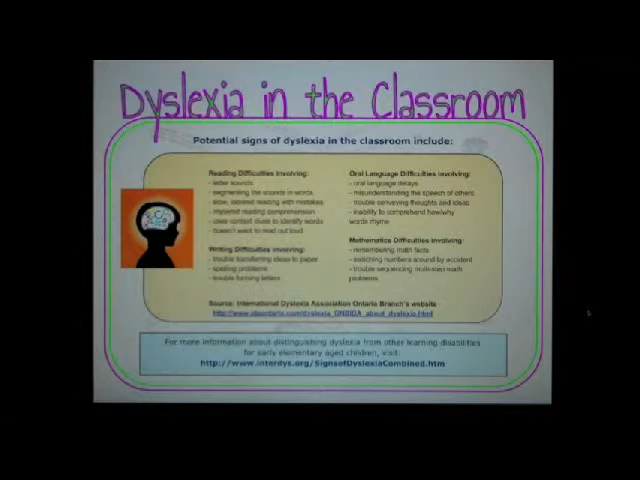 Dyslexia in the Classroom
Potential signs of dyslexia in the classroom include:
Reading Difficulties involving:
- letter sounds
- segmenting the sounds in words
- slow, labored reading with mistakes
- impaired reading comprehension
- uses context clues to identify words
- doesn't want to read out loud
Writing Difficulties involving:
- trouble transferring ideas to paper
- spelling problems
- trouble forming letters
Oral Language Difficulties involving:
- oral language delays
- misunderstanding the speech of others
- trouble conveying thoughts and ideas
- inability to comprehend how/why
words rhyme
Mathematics Difficulties involving:
- remembering math facts
- switching numbers around by accident
- trouble sequencing multi-step math
problems
Source: International Dyslexia Association Ontario Branch's website
http://www.idaontario.com/dyslexia_ONBIDA_about_dyslexia.html
For more information about distinguishing dyslexia from other learning disabilities
for early elementary aged children, visit:
http://www.interdys.org/SignsofDyslexiaCombined.htm